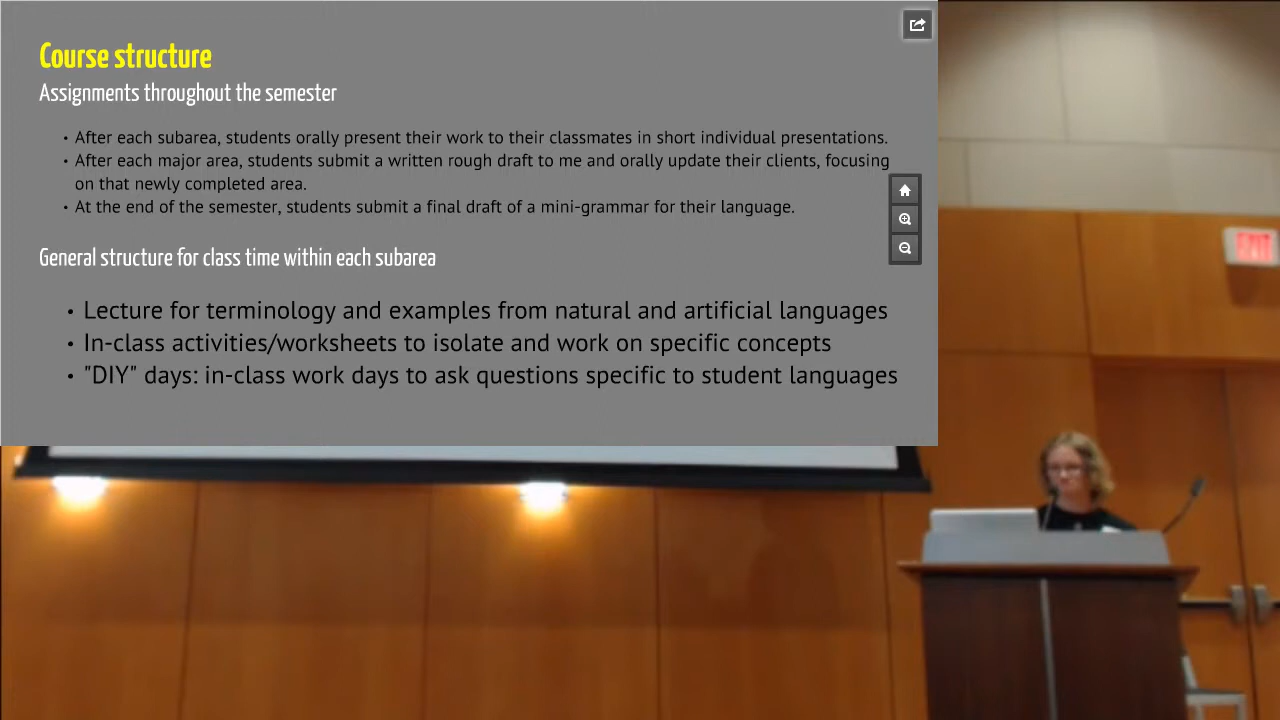 Course structure
Assignments throughout the semester
• After each subarea, students orally present their work to their classmates in short individual presentations.
• After each major area, students submit a written rough draft to me and orally update their clients, focusing
on that newly completed area.
• At the end of the semester, students submit a final draft of a mini-grammar for their language.
General structure for class time within each subarea
• Lecture for terminology and examples from natural and artificial languages
• In-class activities/worksheets to isolate and work on specific concepts
• "DIY" days: in-class work days to ask questions specific to student languages
EXIT